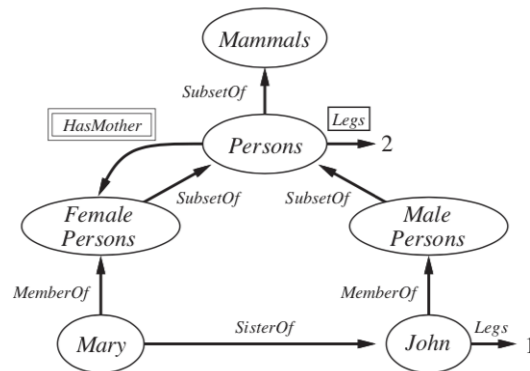 Mammals
SubsetOf
HasMother
Legs
Persons
2
SubsetOf
SubsetOf
Female
Persons
Male
Persons
MemberOf
MemberOf
SisterOf
Legs
Mary
John
1